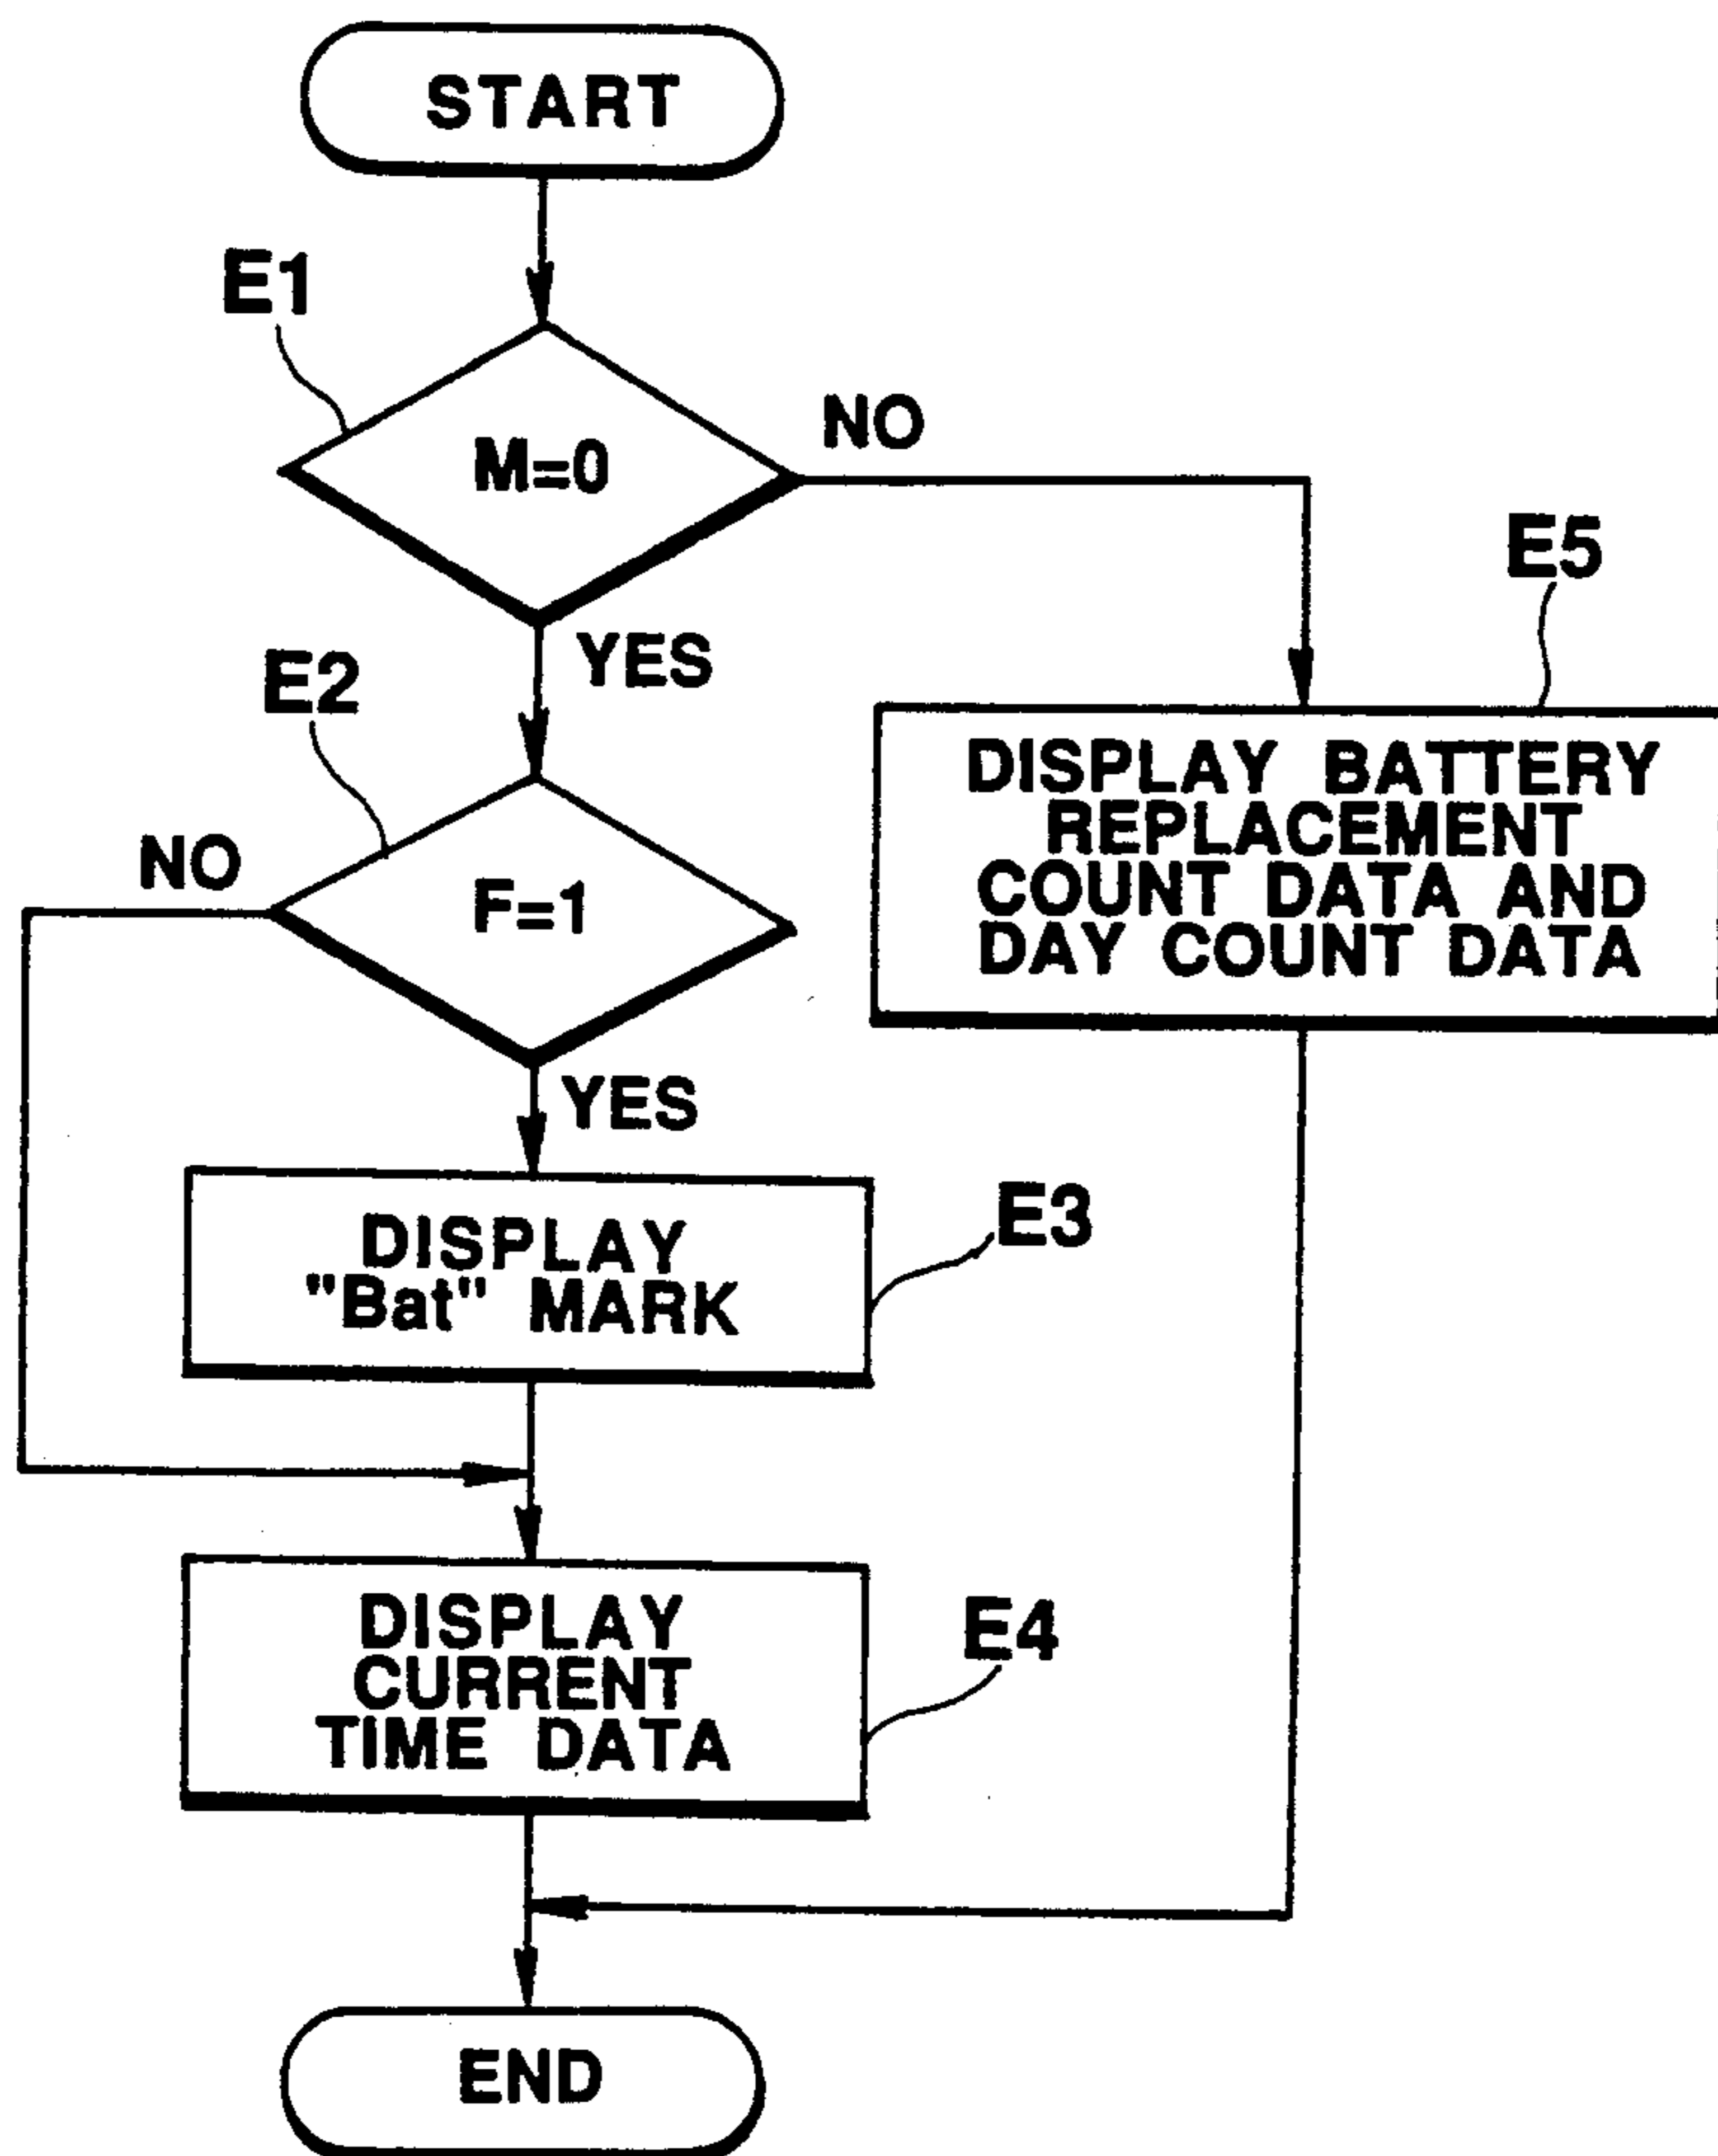 START
E1
M=0
NO
YES
E5
E2
DISPLAY BATTERY
REPLACEMENT
COUNT DATA AND
DAY COUNT DATA
NO
F=1
YES
DISPLAY
"Bat" MARK
E3
DISPLAY
CURRENT
TIME DATA
E4
END